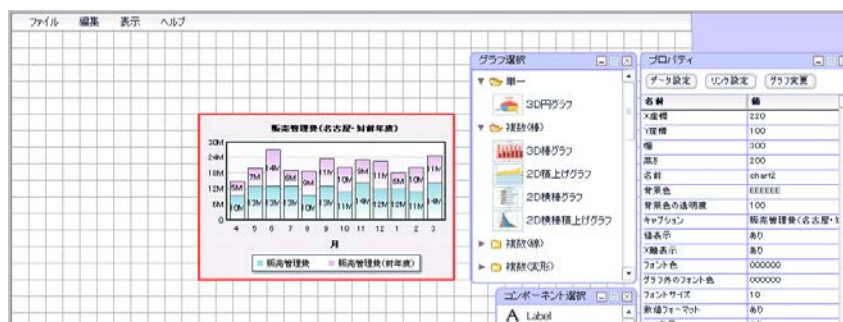 ファイル 編集 表示 ヘルプ
グラフ選択
単一
3D円グラフ
複数(棒)
3D棒グラフ
2D積上げグラフ
2D横棒グラフ
2D横棒積上げグラフ
複数(線)
複数(変形)
コンポーネント選択
A Label
プロパティ
データ設定 リンク設定 グラフ変更
名前 値
X座標 220
Y座標 100
幅 300
高さ 200
名前 chart2
背景色 EEEEEE
背景色の透明度 100
キャプション 販売管理費(名古屋・対
値表示 あり
X軸表示 あり
フォント色 000000
グラフ外のフォント色 000000
フォントサイズ 10
数値フォーマット あり
販売管理費(名古屋・対前年度)
30M
24M
18M
12M
6M
0
5M 7M 14M 6M 9M 11M 10M 9M 11M 6M 10M 11M
10M 13M 13M 13M 10M 13M 11M 14M 12M 12M 11M 14M
4 5 6 7 8 9 10 11 12 1 2 3
月
販売管理費 販売管理費(前年度)